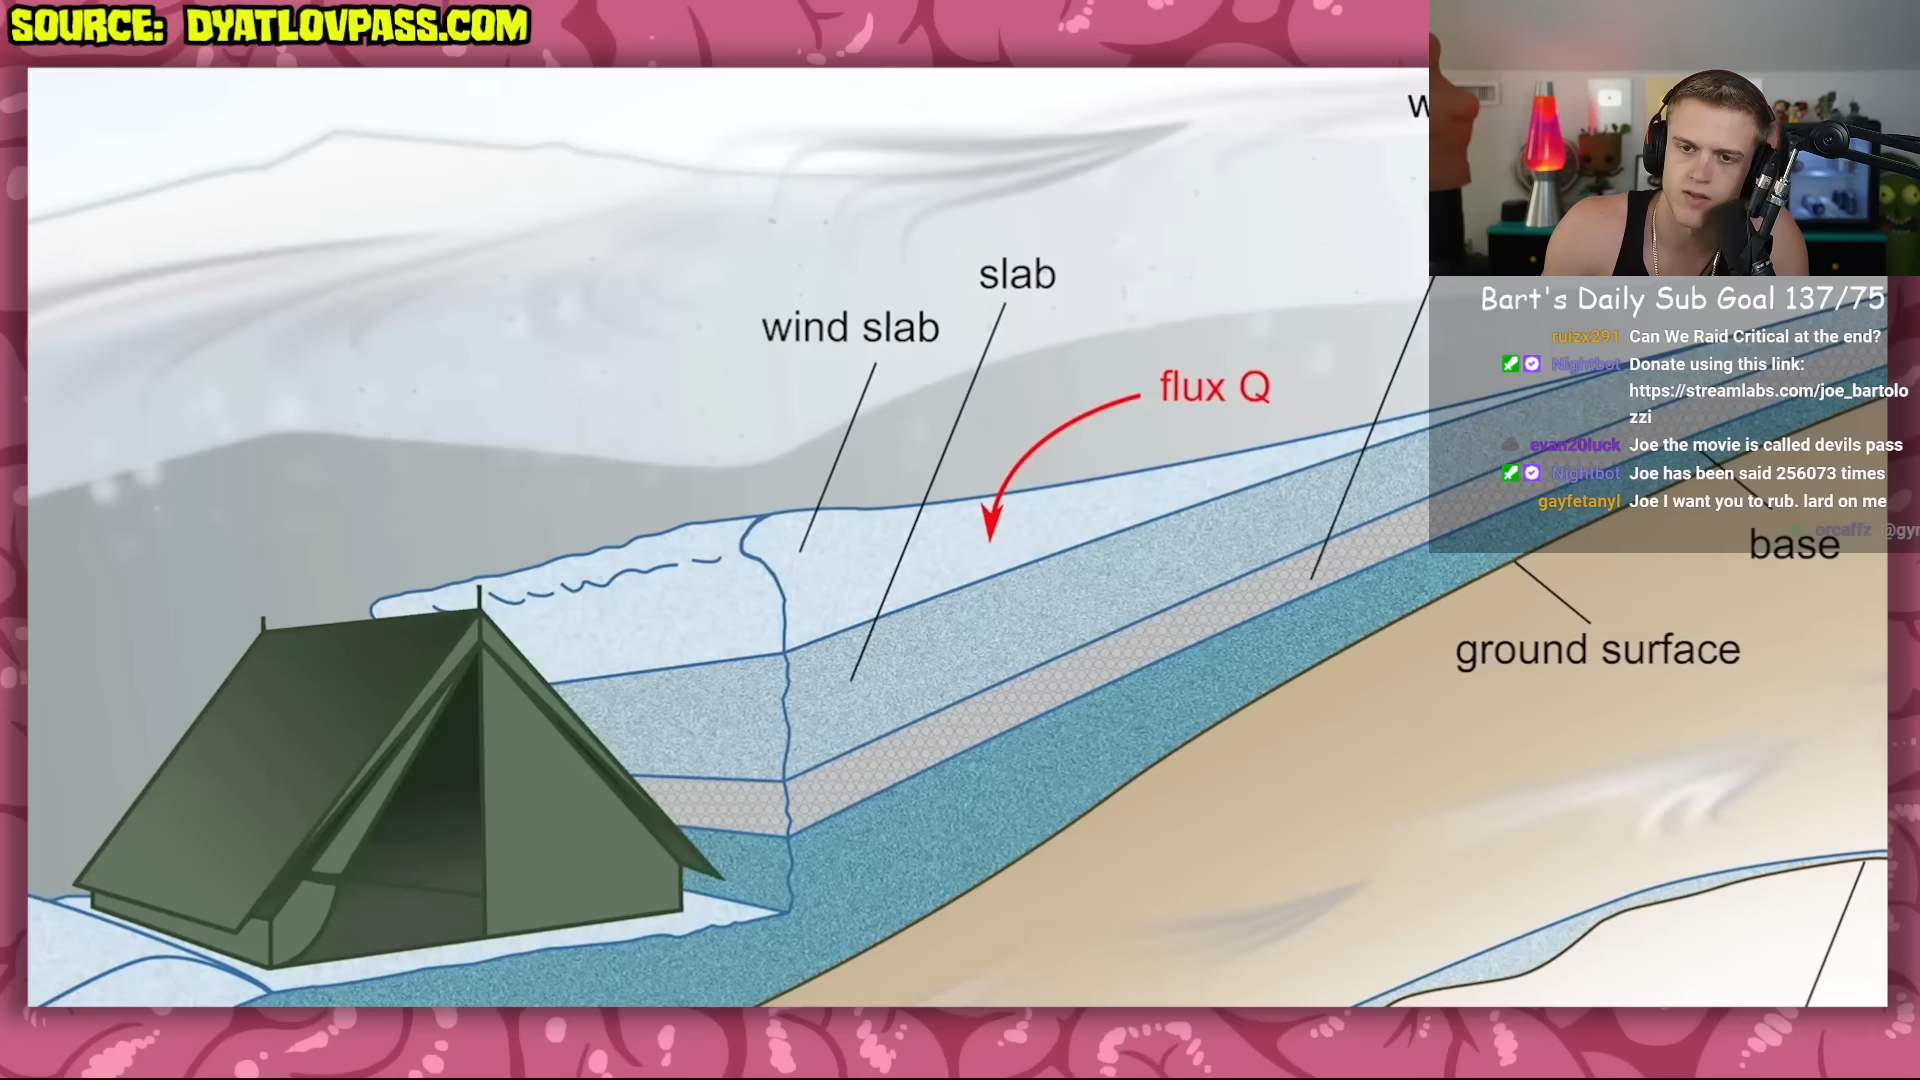 SOURCE: DYATLOVPASS.COM
w
slab
wind slab
flux Q
Bart's Daily Sub Goal 137/75
ruizx291 Can We Raid Critical at the end?
Nightbot Donate using this link:
https://streamlabs.com/joe_bartolo
zzi
evan20luck Joe the movie is called devils pass
Nightbot Joe has been said 256073 times
gayfetanyl Joe I want you to rub. lard on me
orcaffz @gyr
base
ground surface